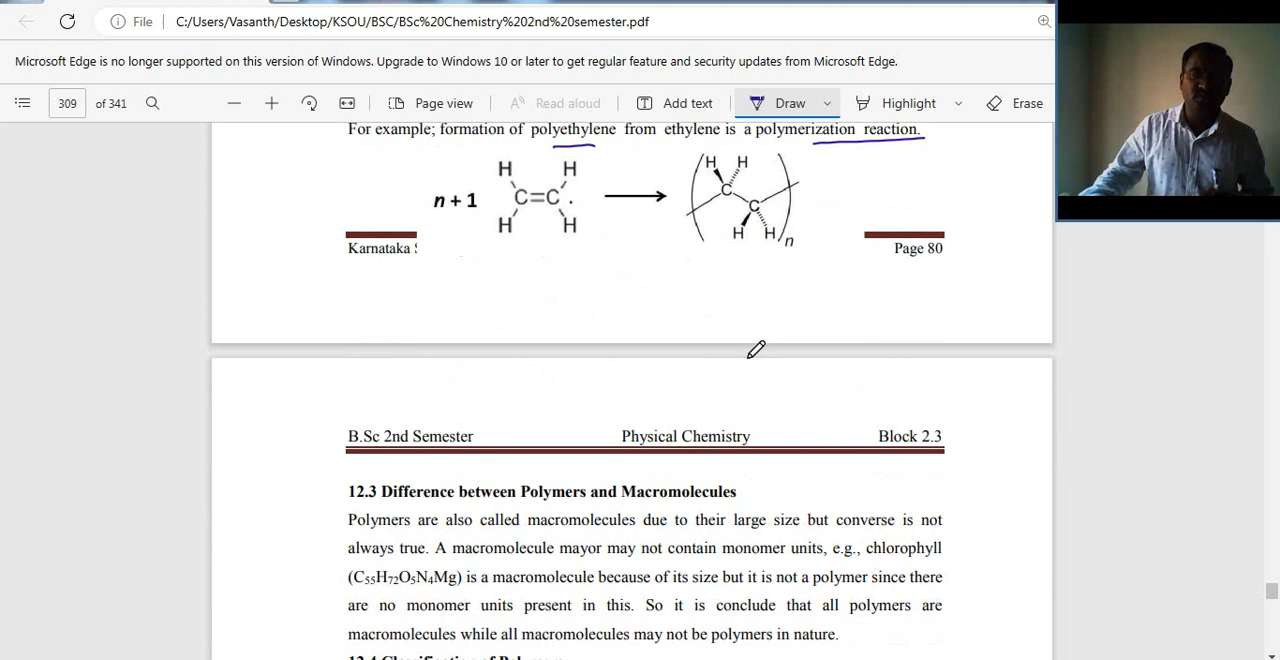 File C:/Users/Vasanth/Desktop/KSOU/BSC/BSc%20Chemistry%202nd%20semester.pdf
Microsoft Edge is no longer supported on this version of Windows. Upgrade to Windows 10 or later to get regular feature and security updates from Microsoft Edge.
309 of 341 Page view Read aloud Add text Draw Highlight Erase
For example; formation of polyethylene from ethylene is a polymerization reaction.
H H H H
n + 1 C=C . C C
H H H H n
Karnataka S Page 80
B.Sc 2nd Semester Physical Chemistry Block 2.3
12.3 Difference between Polymers and Macromolecules
Polymers are also called macromolecules due to their large size but converse is not
always true. A macromolecule mayor may not contain monomer units, e.g., chlorophyll
(C₅₅H₇₂O₅N₄Mg) is a macromolecule because of its size but it is not a polymer since there
are no monomer units present in this. So it is conclude that all polymers are
macromolecules while all macromolecules may not be polymers in nature.
12.4 Classification of Polymers